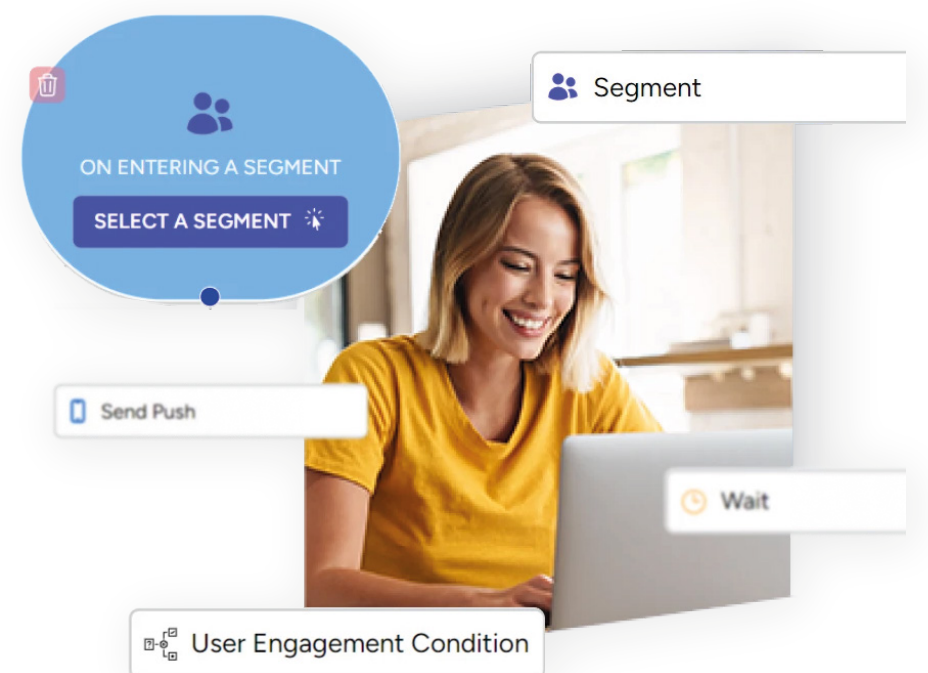 Segment
ON ENTERING A SEGMENT
SELECT A SEGMENT
Send Push
Wait
User Engagement Condition